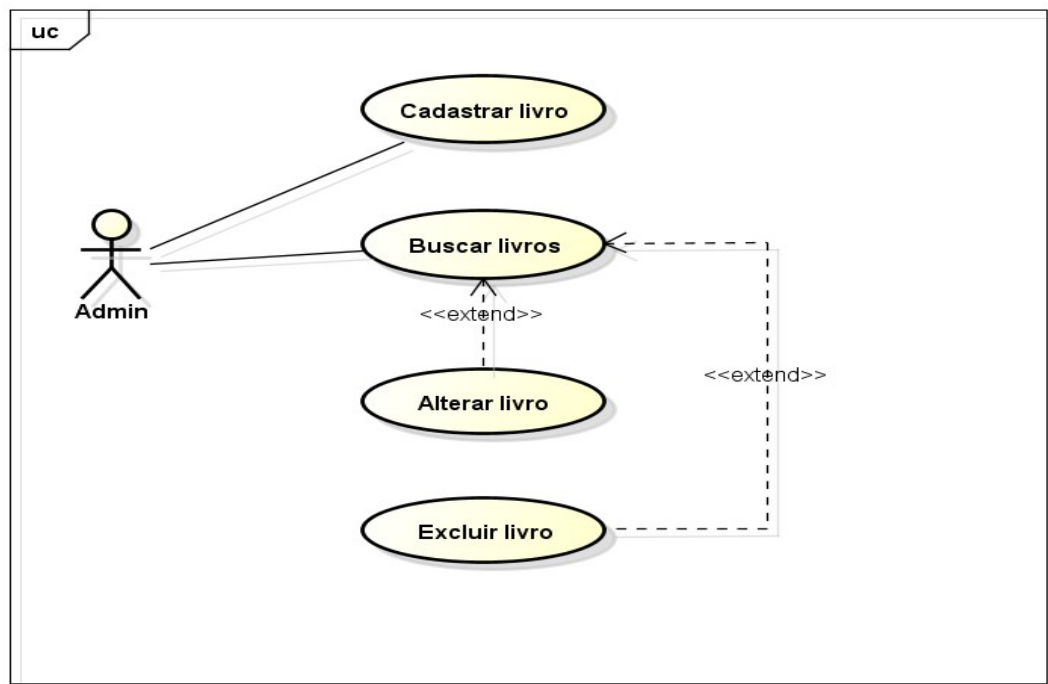 uc
Cadastrar livro
Buscar livros
Admin
<<extend>>
<<extend>>
Alterar livro
Excluir livro